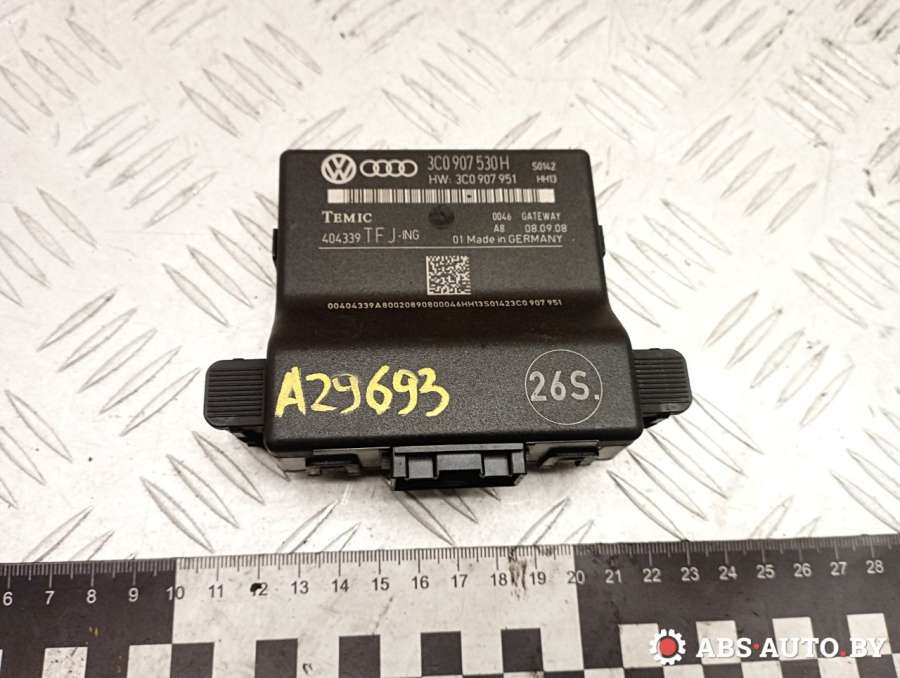 3C0 907 530 H S0142
HW: 3C0 907 951 HH13
TEMIC 0046 GATEWAY
A8 08.09.08
404339 TFJ-ING 01 Made in GERMANY
00404339A80020890800046HH13S01423C0 907 951
A29693
26S.
6 7 8 9 10 11 12 13 14 15 16 17 18 19 20 21 22 23 24 25 26 27 28
ABS-AUTO.BY